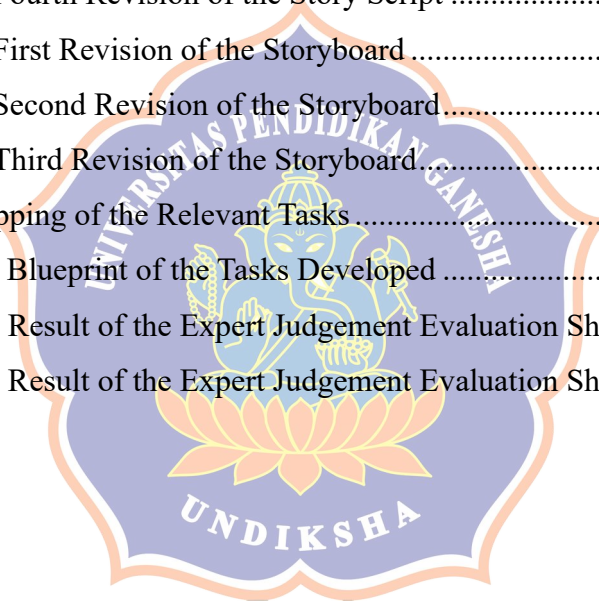 Fourth Revision of the Story Script ................
First Revision of the Storyboard .....................
Second Revision of the Storyboard.................
Third Revision of the Storyboard....................
pping of the Relevant Tasks ...........................
Blueprint of the Tasks Developed .................
Result of the Expert Judgement Evaluation Sh
Result of the Expert Judgement Evaluation Sh
UNIVERSITAS PENDIDIKAN GANESHA
UNDIKSHA